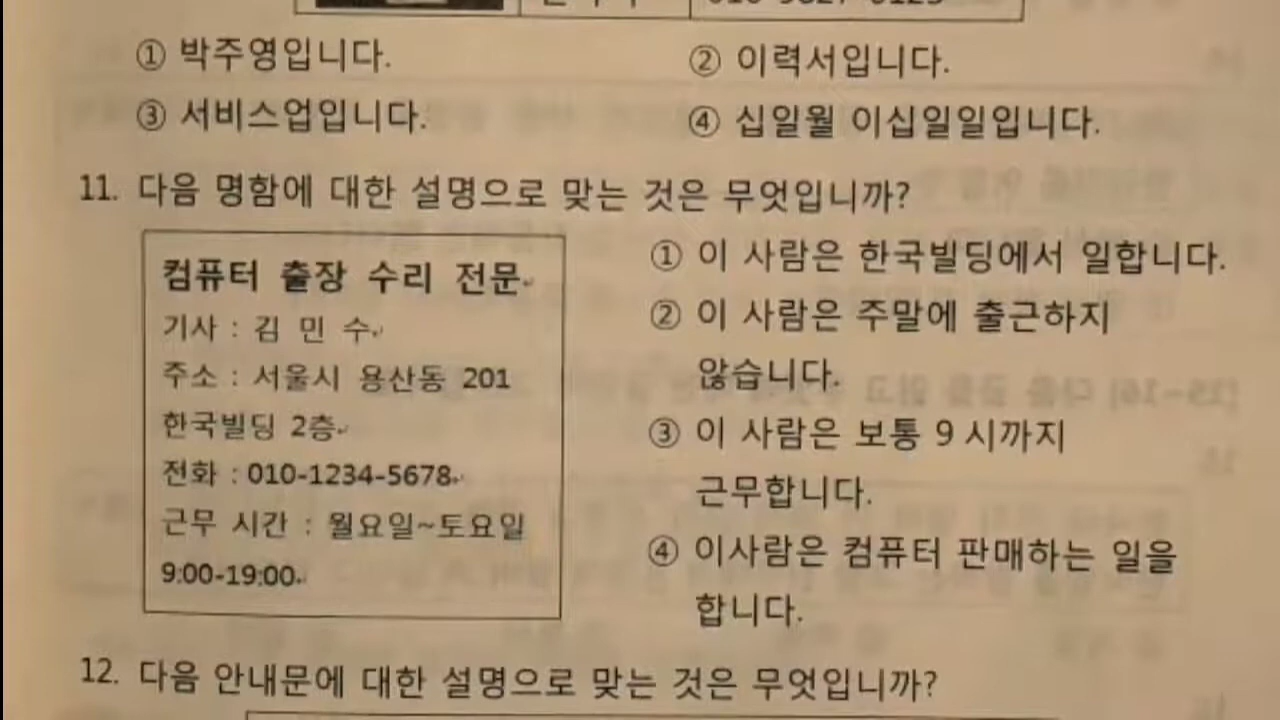 ① 박주영입니다.
② 이력서입니다.
③ 서비스업입니다.
④ 십일월 이십일일입니다.
11. 다음 명함에 대한 설명으로 맞는 것은 무엇입니까?
컴퓨터 출장 수리 전문
기사 : 김 민 수
주소 : 서울시 용산동 201
한국빌딩 2층
전화 : 010-1234-5678
근무 시간 : 월요일~토요일
9:00-19:00
① 이 사람은 한국빌딩에서 일합니다.
② 이 사람은 주말에 출근하지
않습니다.
③ 이 사람은 보통 9 시까지
근무합니다.
④ 이사람은 컴퓨터 판매하는 일을
합니다.
12. 다음 안내문에 대한 설명으로 맞는 것은 무엇입니까?